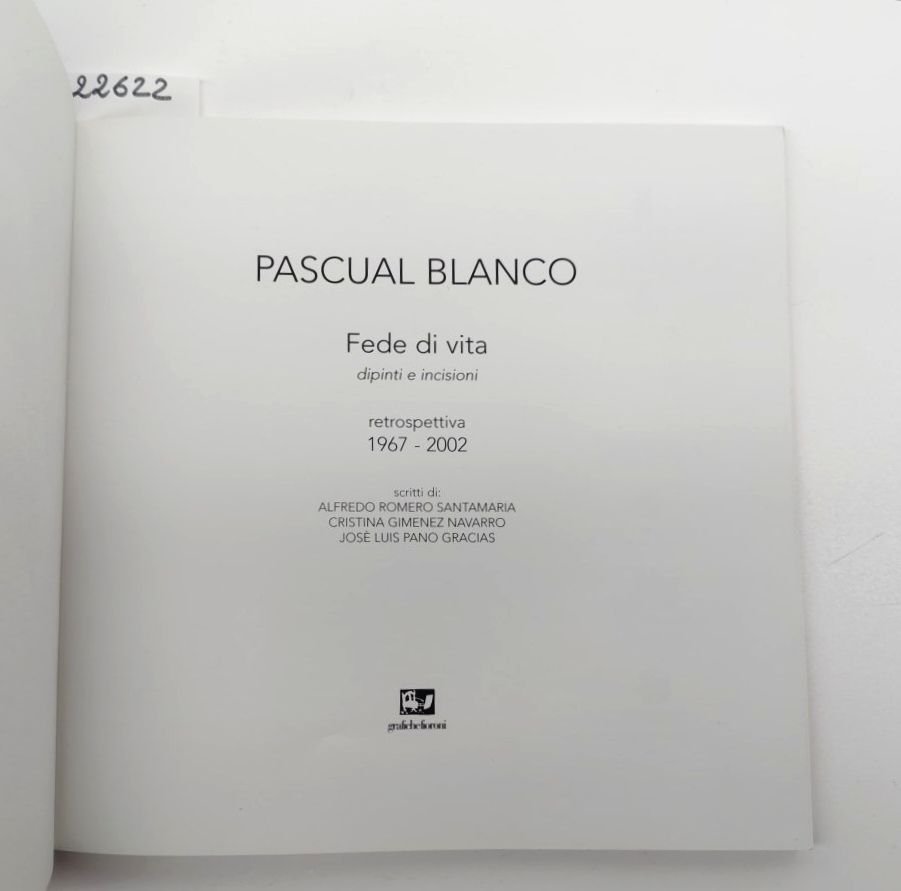 22622
PASCUAL BLANCO
Fede di vita
dipinti e incisioni
retrospettiva
1967 - 2002
scritti di:
ALFREDO ROMERO SANTAMARIA
CRISTINA GIMENEZ NAVARRO
JOSÈ LUIS PANO GRACIAS
grafichefioroni